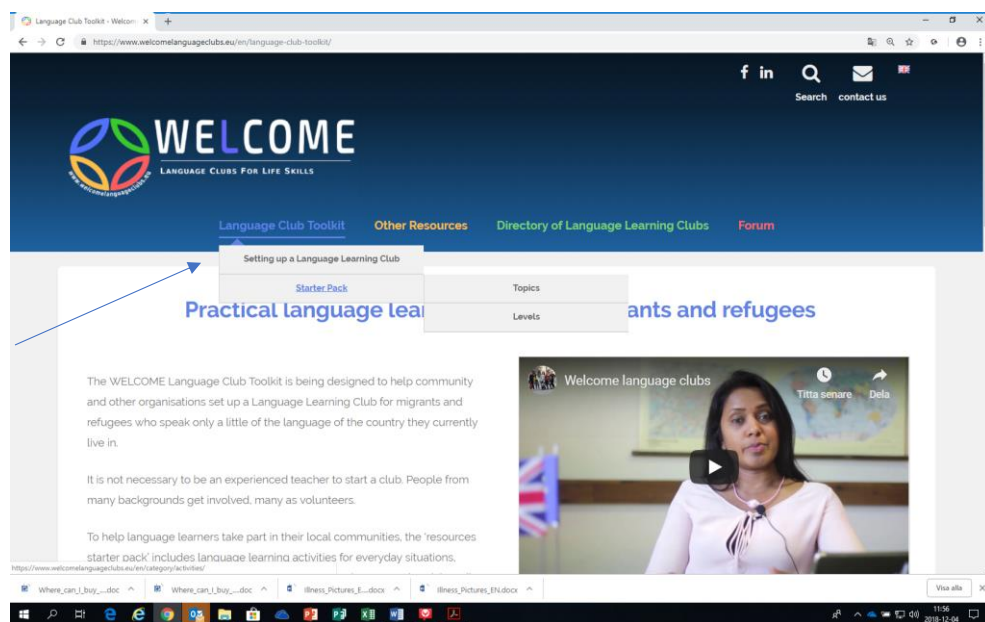 Language Club Toolkit - Welcom
https://www.welcomelanguageclubs.eu/en/language-club-toolkit/
f in
Search contact us
WELCOME
LANGUAGE CLUBS FOR LIFE SKILLS
www.welcomelanguageclubs.eu
Language Club Toolkit Other Resources Directory of Language Learning Clubs Forum
Setting up a Language Learning Club
Starter Pack Topics
Levels
Practical language lea ants and refugees
The WELCOME Language Club Toolkit is being designed to help community
and other organisations set up a Language Learning Club for migrants and
refugees who speak only a little of the language of the country they currently
live in.
It is not necessary to be an experienced teacher to start a club. People from
many backgrounds get involved, many as volunteers.
To help language learners take part in their local communities, the 'resources
starter pack' includes language learning activities for everyday situations,
Welcome language clubs
Titta senare Dela
https://www.welcomelanguageclubs.eu/en/category/activities/
Where_can_I_buy_....doc Where_can_I_buy_....doc Illness_Pictures_E....docx Illness_Pictures_EN.docx Visa alla
11:56
2018-12-04